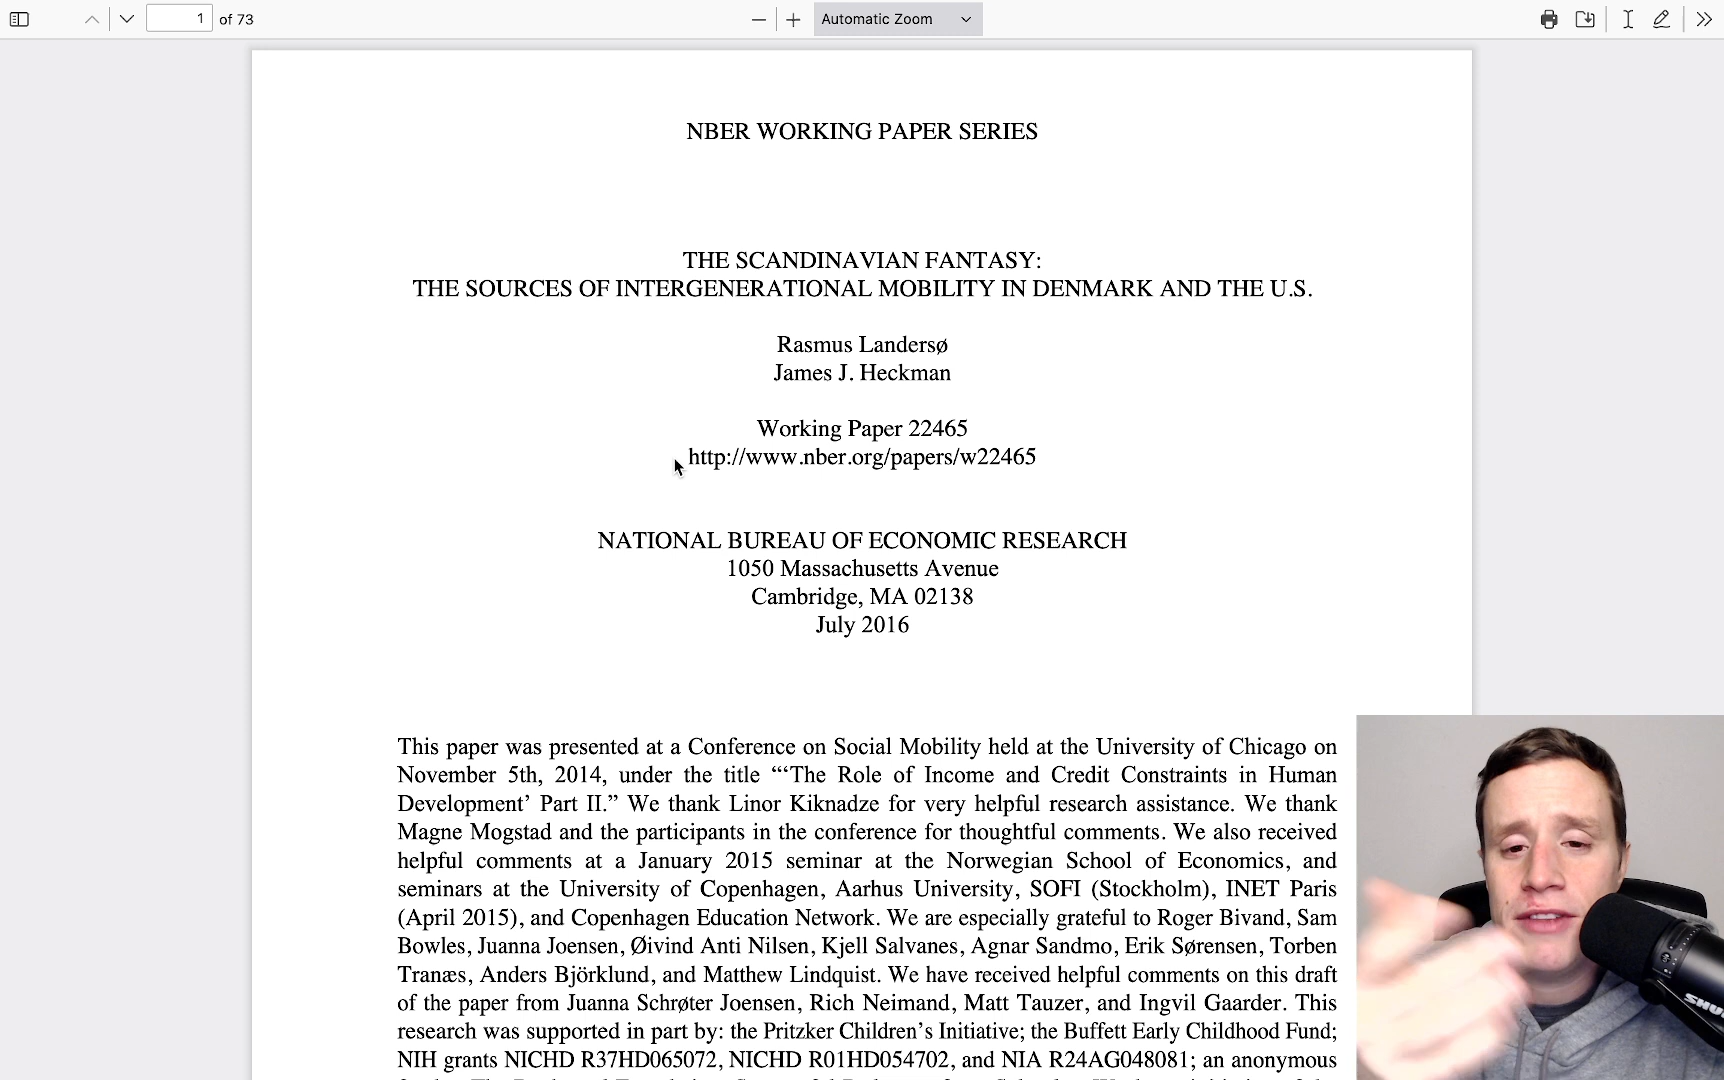 1 of 73
Automatic Zoom
NBER WORKING PAPER SERIES
THE SCANDINAVIAN FANTASY:
THE SOURCES OF INTERGENERATIONAL MOBILITY IN DENMARK AND THE U.S.
Rasmus Landersø
James J. Heckman
Working Paper 22465
http://www.nber.org/papers/w22465
NATIONAL BUREAU OF ECONOMIC RESEARCH
1050 Massachusetts Avenue
Cambridge, MA 02138
July 2016
This paper was presented at a Conference on Social Mobility held at the University of Chicago on
November 5th, 2014, under the title “‘The Role of Income and Credit Constraints in Human
Development’ Part II.” We thank Linor Kiknadze for very helpful research assistance. We thank
Magne Mogstad and the participants in the conference for thoughtful comments. We also received
helpful comments at a January 2015 seminar at the Norwegian School of Economics, and
seminars at the University of Copenhagen, Aarhus University, SOFI (Stockholm), INET Paris
(April 2015), and Copenhagen Education Network. We are especially grateful to Roger Bivand, Sam
Bowles, Juanna Joensen, Øivind Anti Nilsen, Kjell Salvanes, Agnar Sandmo, Erik Sørensen, Torben
Tranæs, Anders Björklund, and Matthew Lindquist. We have received helpful comments on this draft
of the paper from Juanna Schrøter Joensen, Rich Neimand, Matt Tauzer, and Ingvil Gaarder. This
research was supported in part by: the Pritzker Children’s Initiative; the Buffett Early Childhood Fund;
NIH grants NICHD R37HD065072, NICHD R01HD054702, and NIA R24AG048081; an anonymous